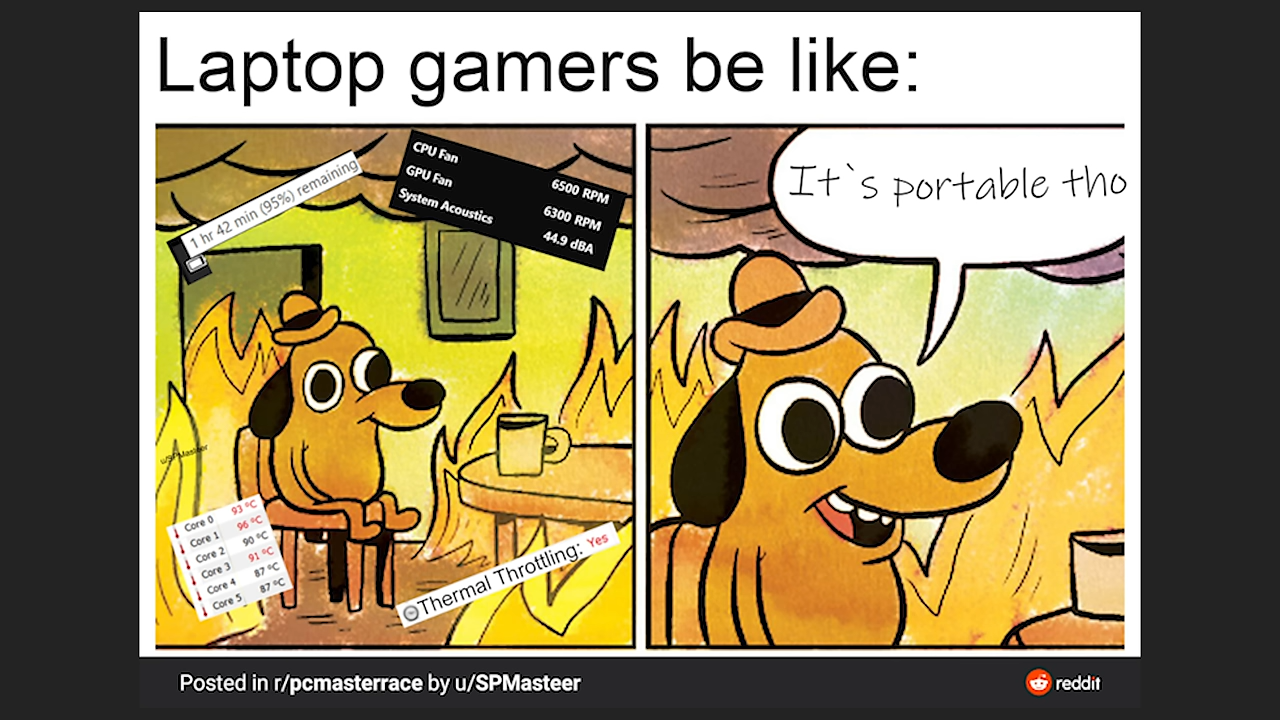 Laptop gamers be like:
1 hr 42 min (95%) remaining
CPU Fan 6500 RPM
GPU Fan 6300 RPM
System Acoustics 44.9 dBA
It`s portable tho
u/SPMasteer
Core 0 93 °C
Core 1 96 °C
Core 2 90 °C
Core 3 91 °C
Core 4 87 °C
Core 5 87 °C
Thermal Throttling: Yes
Posted in r/pcmasterrace by u/SPMasteer
reddit